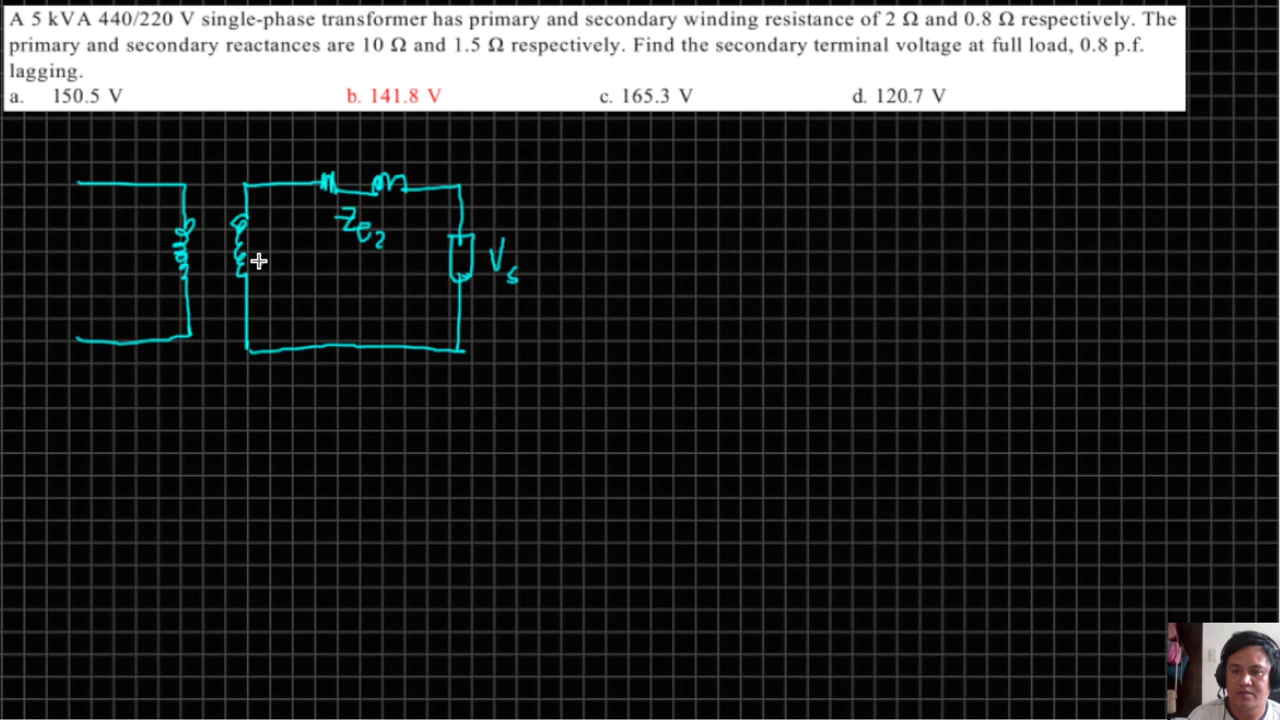 A 5 kVA 440/220 V single-phase transformer has primary and secondary winding resistance of 2 Ω and 0.8 Ω respectively. The
primary and secondary reactances are 10 Ω and 1.5 Ω respectively. Find the secondary terminal voltage at full load, 0.8 p.f.
lagging.
a. 150.5 V b. 141.8 V c. 165.3 V d. 120.7 V
Ze2
Vs